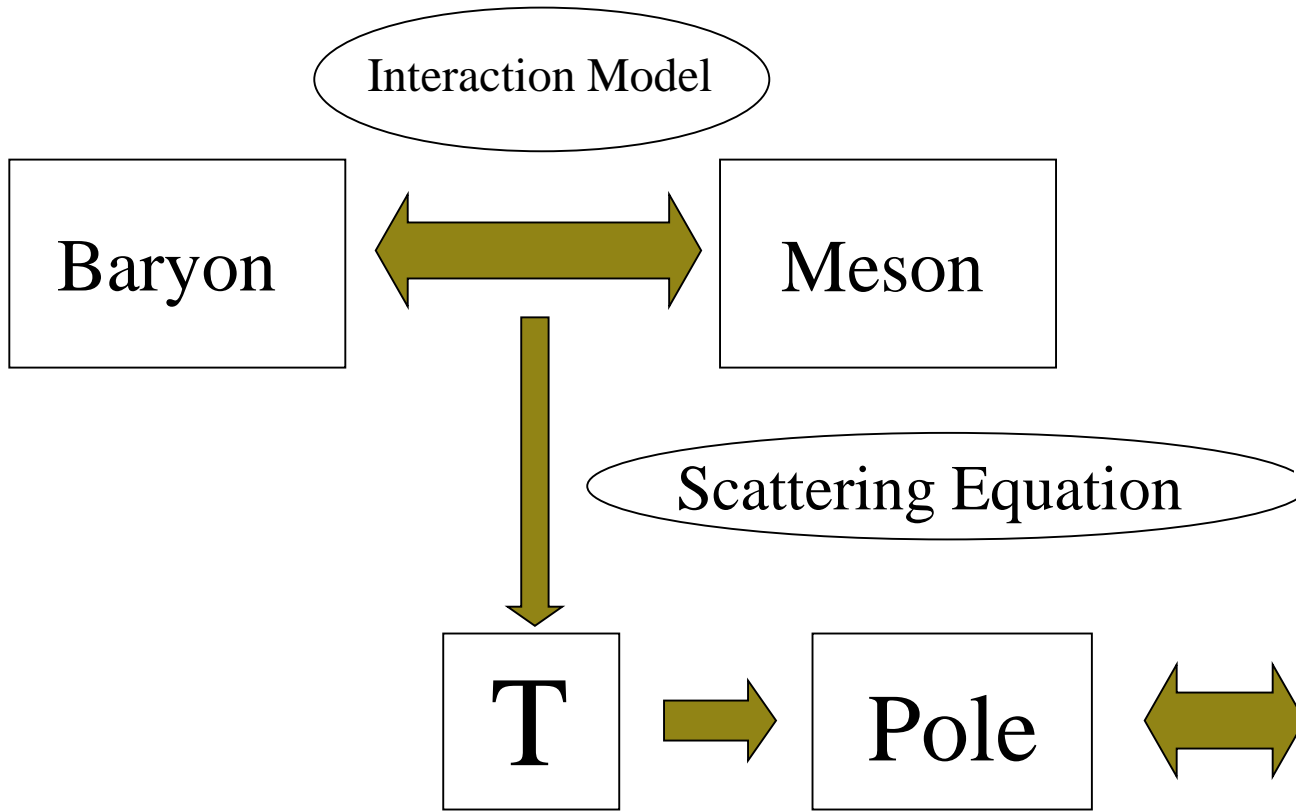 Interaction Model
Baryon
Meson
Scattering Equation
T
Pole